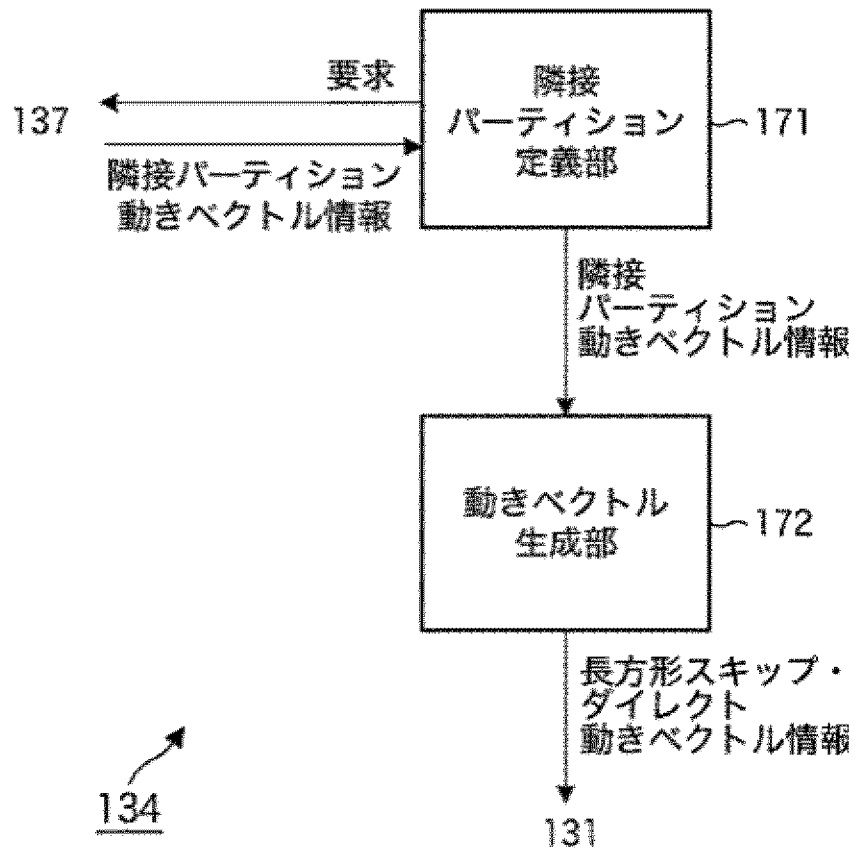 要求
隣接
パーティション
定義部
171
137
隣接パーティション
動きベクトル情報
隣接
パーティション
動きベクトル情報
動きベクトル
生成部
172
長方形スキップ・
ダイレクト
動きベクトル情報
134
131